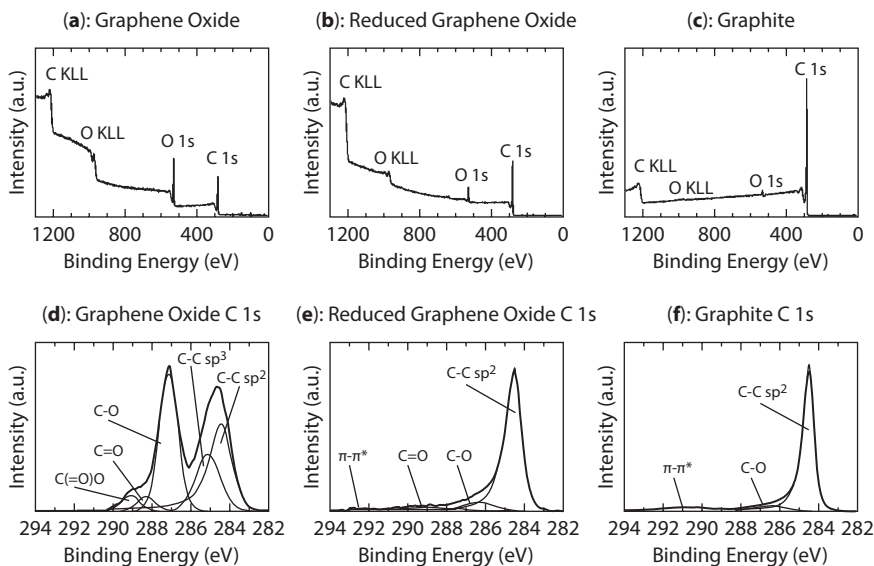 (a): Graphene Oxide
Intensity (a.u.)
C KLL
O KLL
O 1s
C 1s
1200 800 400 0
Binding Energy (eV)
(b): Reduced Graphene Oxide
Intensity (a.u.)
C KLL
O KLL
O 1s
C 1s
1200 800 400 0
Binding Energy (eV)
(c): Graphite
Intensity (a.u.)
C KLL
O KLL
O 1s
C 1s
1200 800 400 0
Binding Energy (eV)
(d): Graphene Oxide C 1s
Intensity (a.u.)
C-C sp³
C-C sp²
C-O
C=O
C(=O)O
294 292 290 288 286 284 282
Binding Energy (eV)
(e): Reduced Graphene Oxide C 1s
Intensity (a.u.)
C-C sp²
π-π*
C=O
C-O
294 292 290 288 286 284 282
Binding Energy (eV)
(f): Graphite C 1s
Intensity (a.u.)
C-C sp²
π-π*
C-O
294 292 290 288 286 284 282
Binding Energy (eV)